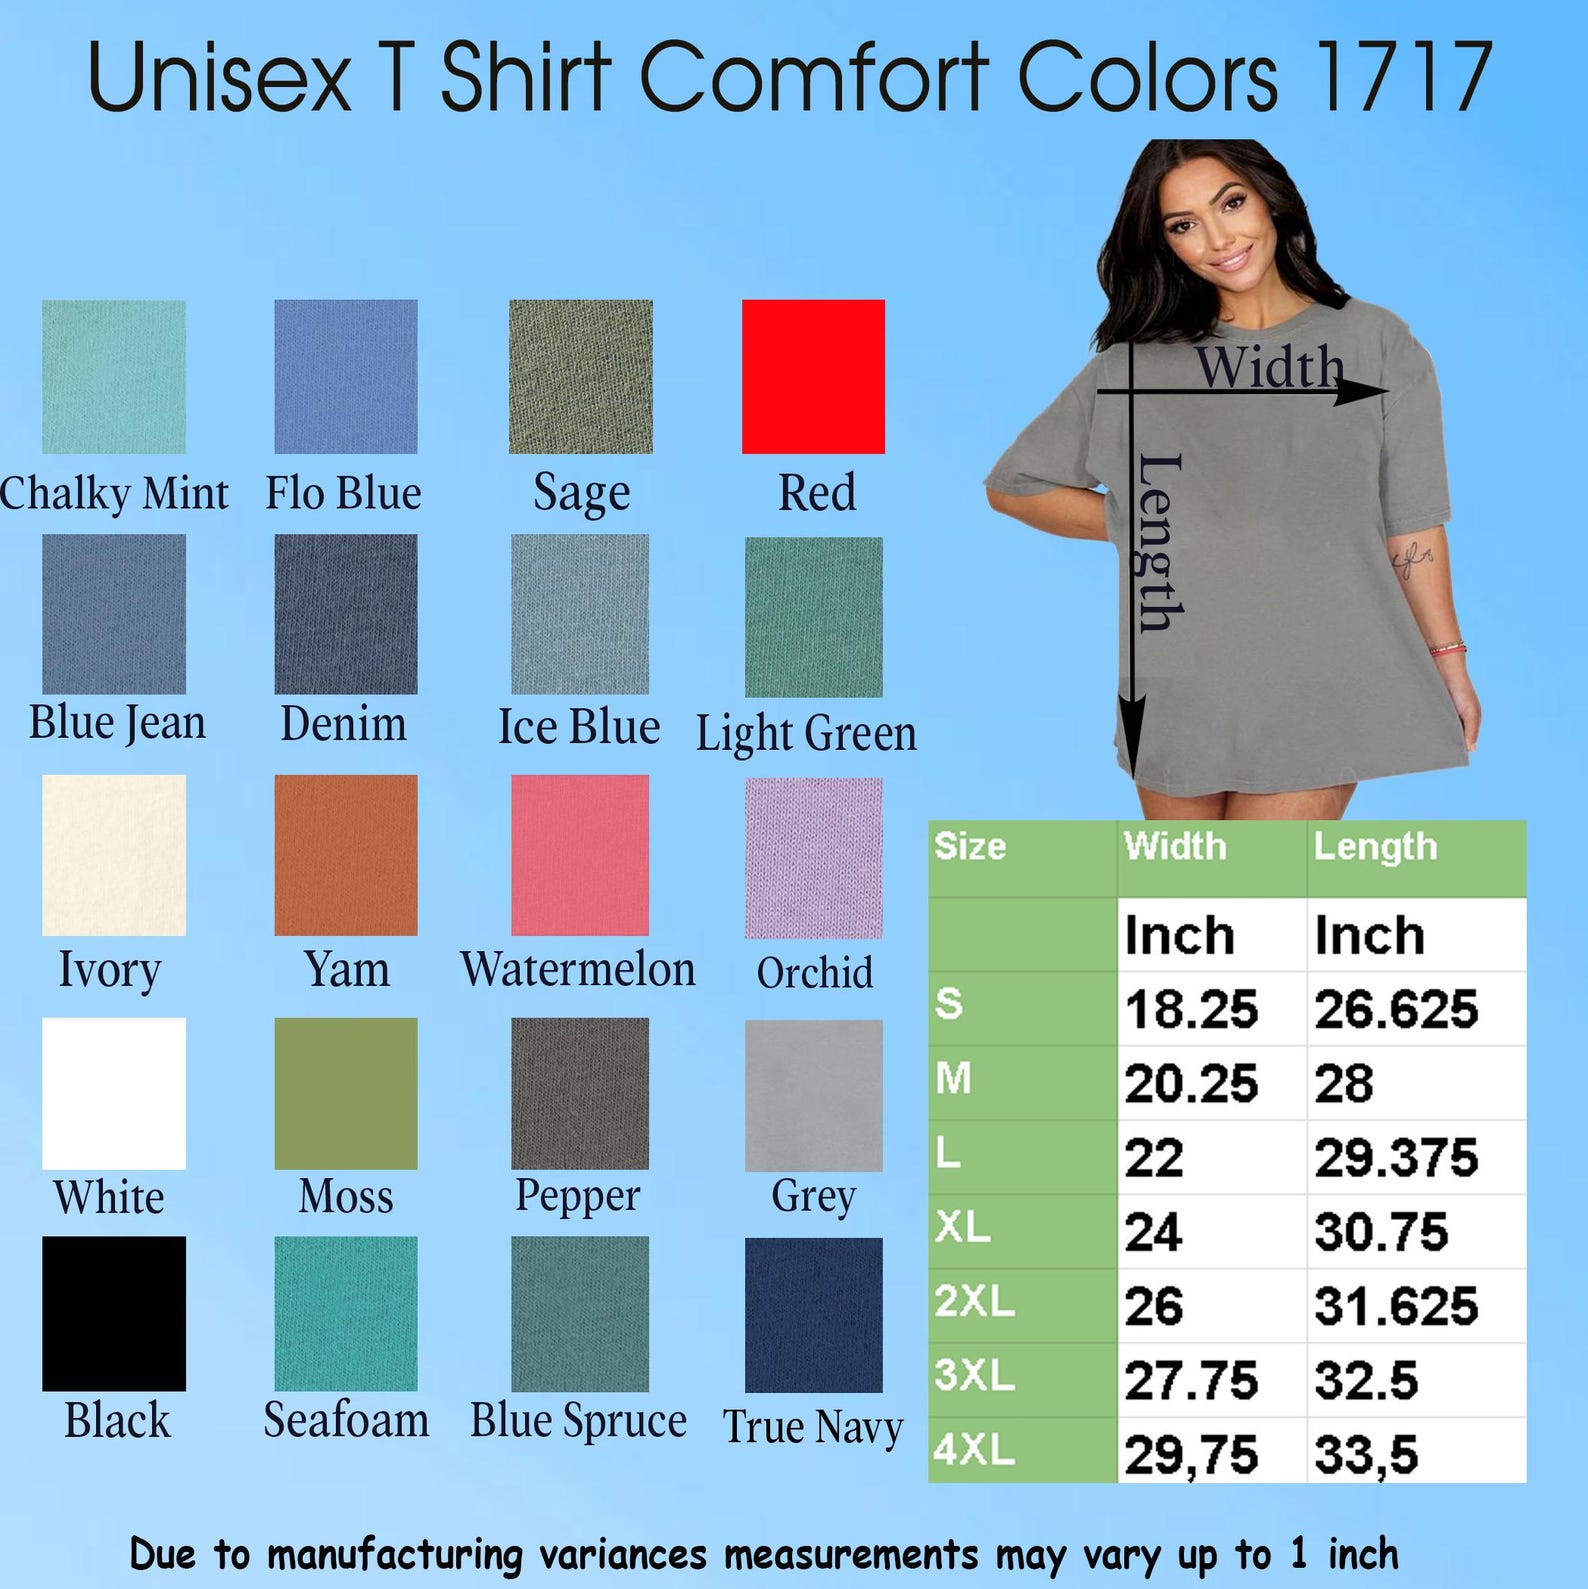 Unisex T Shirt Comfort Colors 1717
Width
Length
Chalky Mint Flo Blue Sage Red
Blue Jean Denim Ice Blue Light Green
Ivory Yam Watermelon Orchid
White Moss Pepper Grey
Black Seafoam Blue Spruce True Navy
Size Width Length
Inch Inch
S 18.25 26.625
M 20.25 28
L 22 29.375
XL 24 30.75
2XL 26 31.625
3XL 27.75 32.5
4XL 29,75 33,5
Due to manufacturing variances measurements may vary up to 1 inch